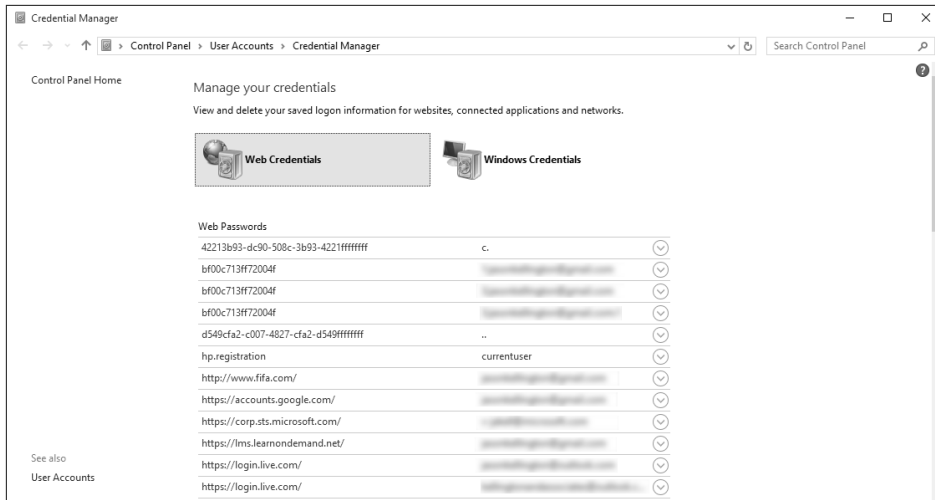 Credential Manager
Control Panel > User Accounts > Credential Manager
Search Control Panel
Control Panel Home
Manage your credentials
View and delete your saved logon information for websites, connected applications and networks.
Web Credentials
Windows Credentials
Web Passwords
42213b93-dc90-508c-3b93-4221ffffffff c.
bf00c713ff72004f
bf00c713ff72004f
bf00c713ff72004f
d549cfa2-c007-4827-cfa2-d549ffffffff ..
hp.registration currentuser
http://www.fifa.com/
https://accounts.google.com/
https://corp.sts.microsoft.com/
https://lms.learnondemand.net/
https://login.live.com/
https://login.live.com/
See also
User Accounts